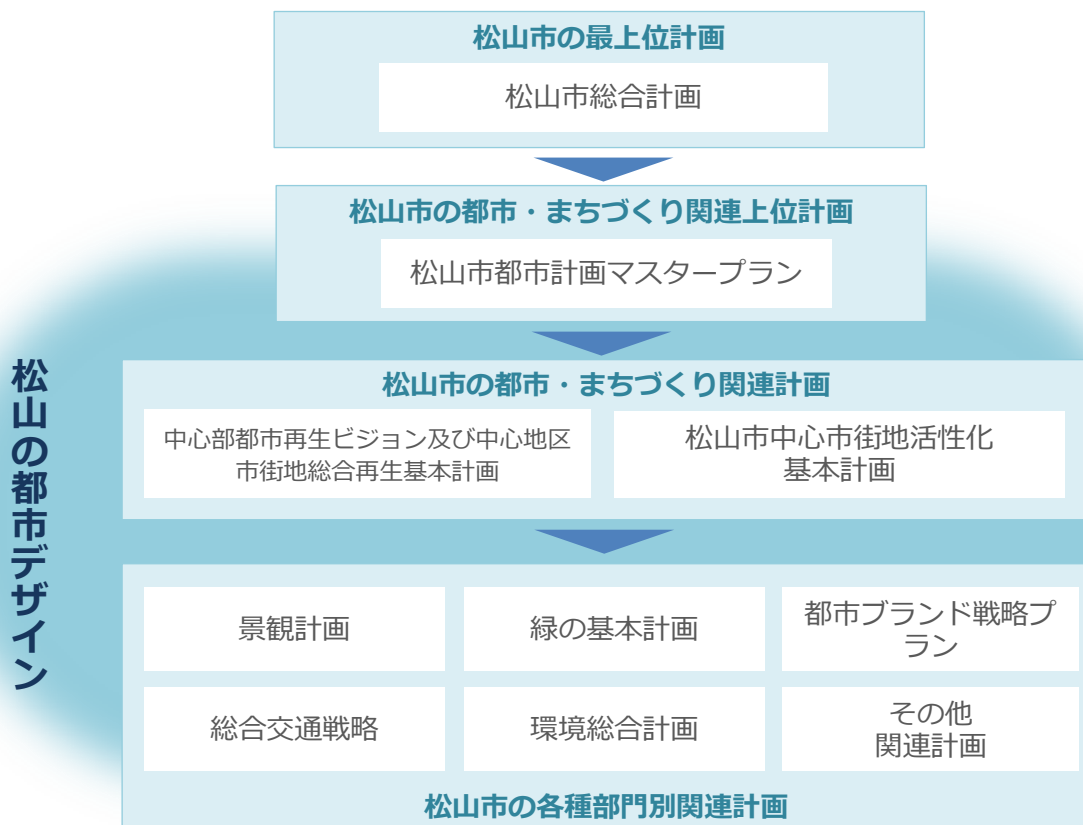 松山市の最上位計画
松山市総合計画
松山市の都市・まちづくり関連上位計画
松山市都市計画マスタープラン
松山の都市デザイン
松山市の都市・まちづくり関連計画
中心部都市再生ビジョン及び中心地区
市街地総合再生基本計画
松山市中心市街地活性化
基本計画
景観計画
緑の基本計画
都市ブランド戦略プ
ラン
総合交通戦略
環境総合計画
その他
関連計画
松山市の各種部門別関連計画